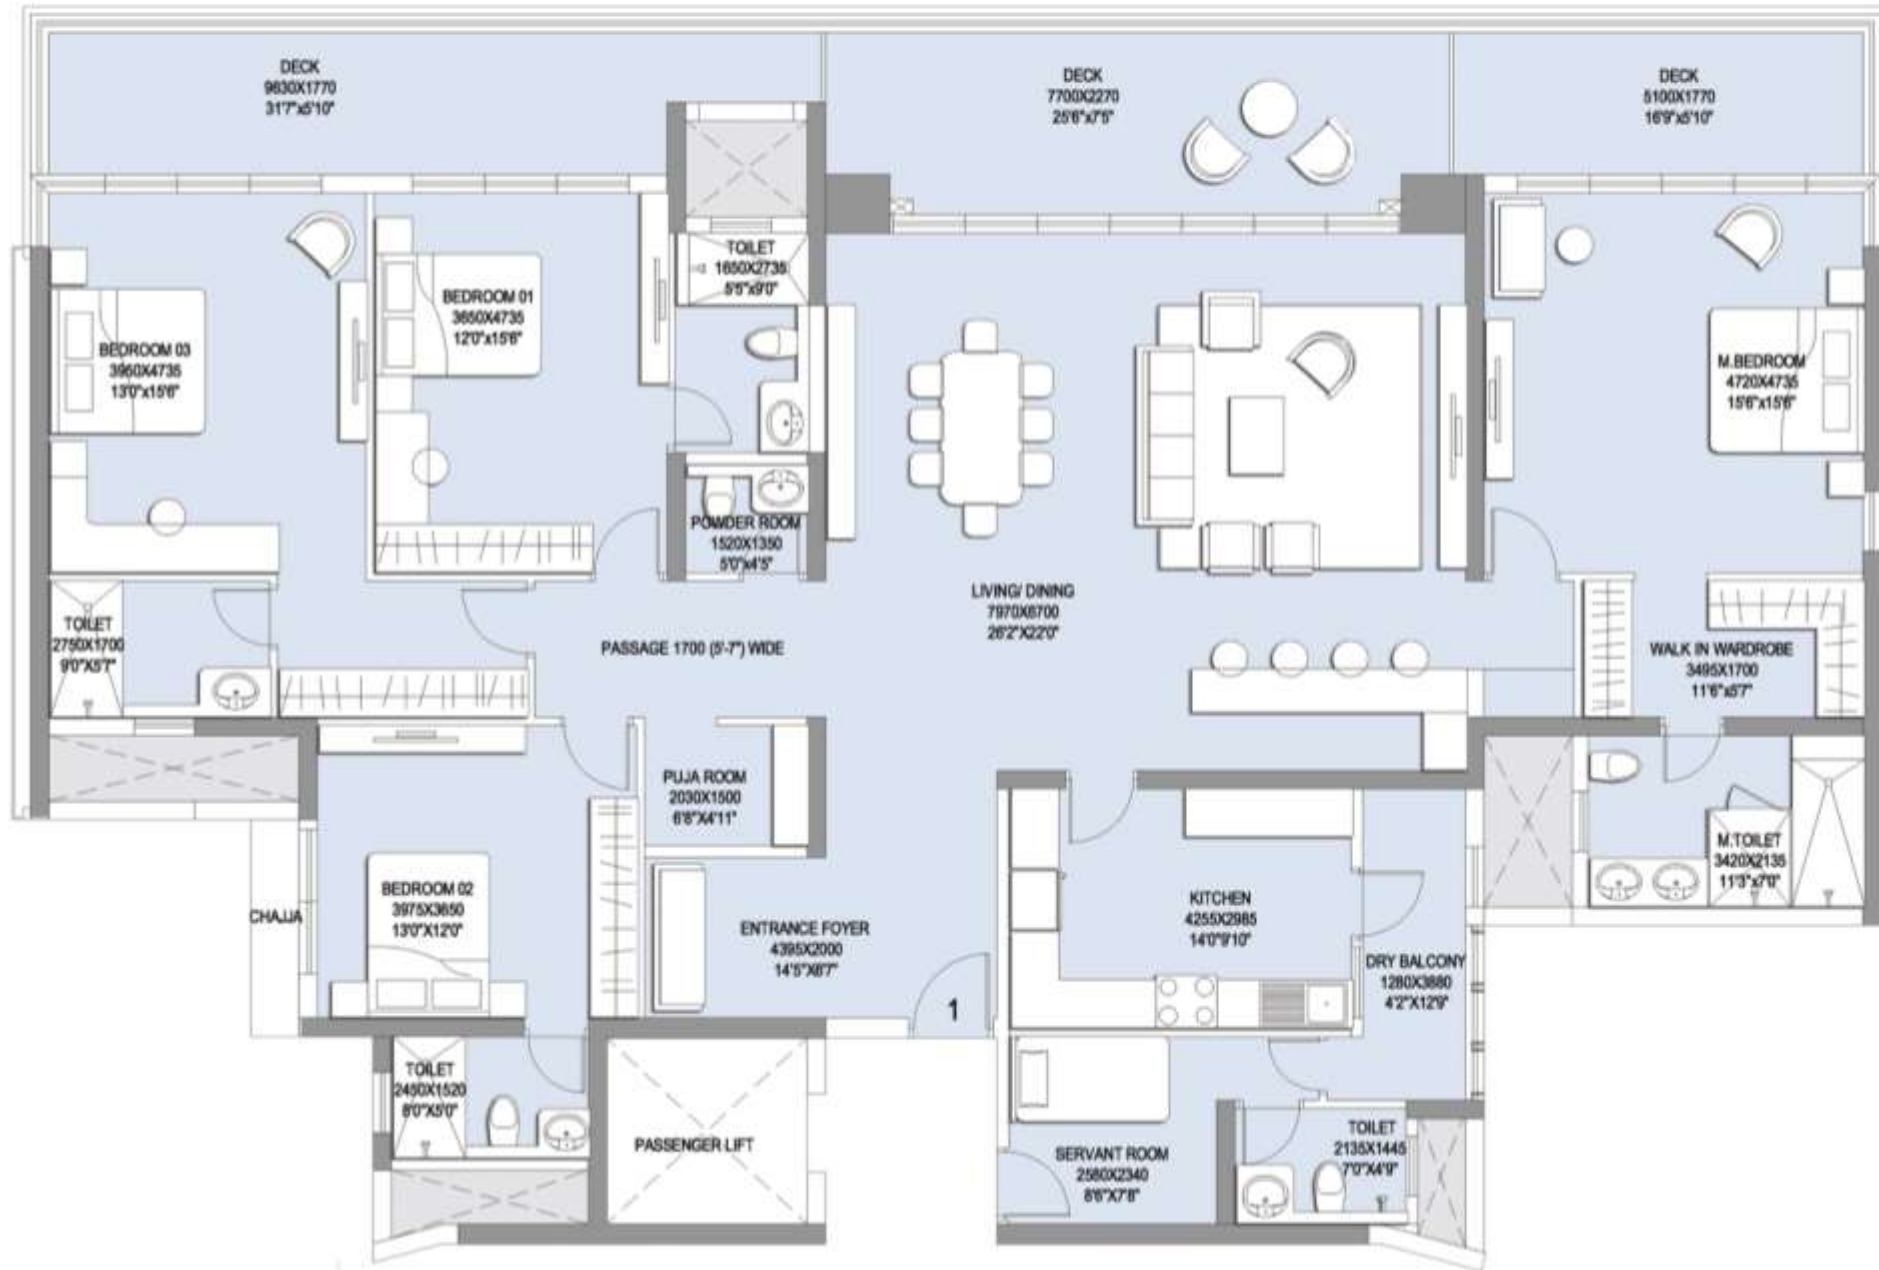 DECK
9630X1770
31'7"x5'10"
DECK
7700X2270
25'6"x7'5"
DECK
5100X1770
16'9"x5'10"
TOILET
1650X2735
5'5"x9'0"
BEDROOM 01
3650X4735
12'0"x15'6"
BEDROOM 03
3950X4735
13'0"x15'6"
M.BEDROOM
4720X4735
15'6"x15'6"
POWDER ROOM
1520X1350
5'0"x4'5"
LIVING/ DINING
7970X6700
26'2"X22'0"
TOILET
2750X1700
9'0"X5'7"
PASSAGE 1700 (5'-7") WIDE
WALK IN WARDROBE
3495X1700
11'6"x5'7"
PUJA ROOM
2030X1500
6'8"X4'11"
M.TOILET
3420X2135
11'3"x7'0"
BEDROOM 02
3975X3650
13'0"X12'0"
CHAJJA
ENTRANCE FOYER
4395X2000
14'5"X6'7"
KITCHEN
4255X2985
14'0"9'10"
DRY BALCONY
1280X3880
4'2"X12'9"
1
TOILET
2450X1520
8'0"X5'0"
PASSENGER LIFT
SERVANT ROOM
2580X2340
8'6"X7'8"
TOILET
2135X1445
7'0"X4'9"